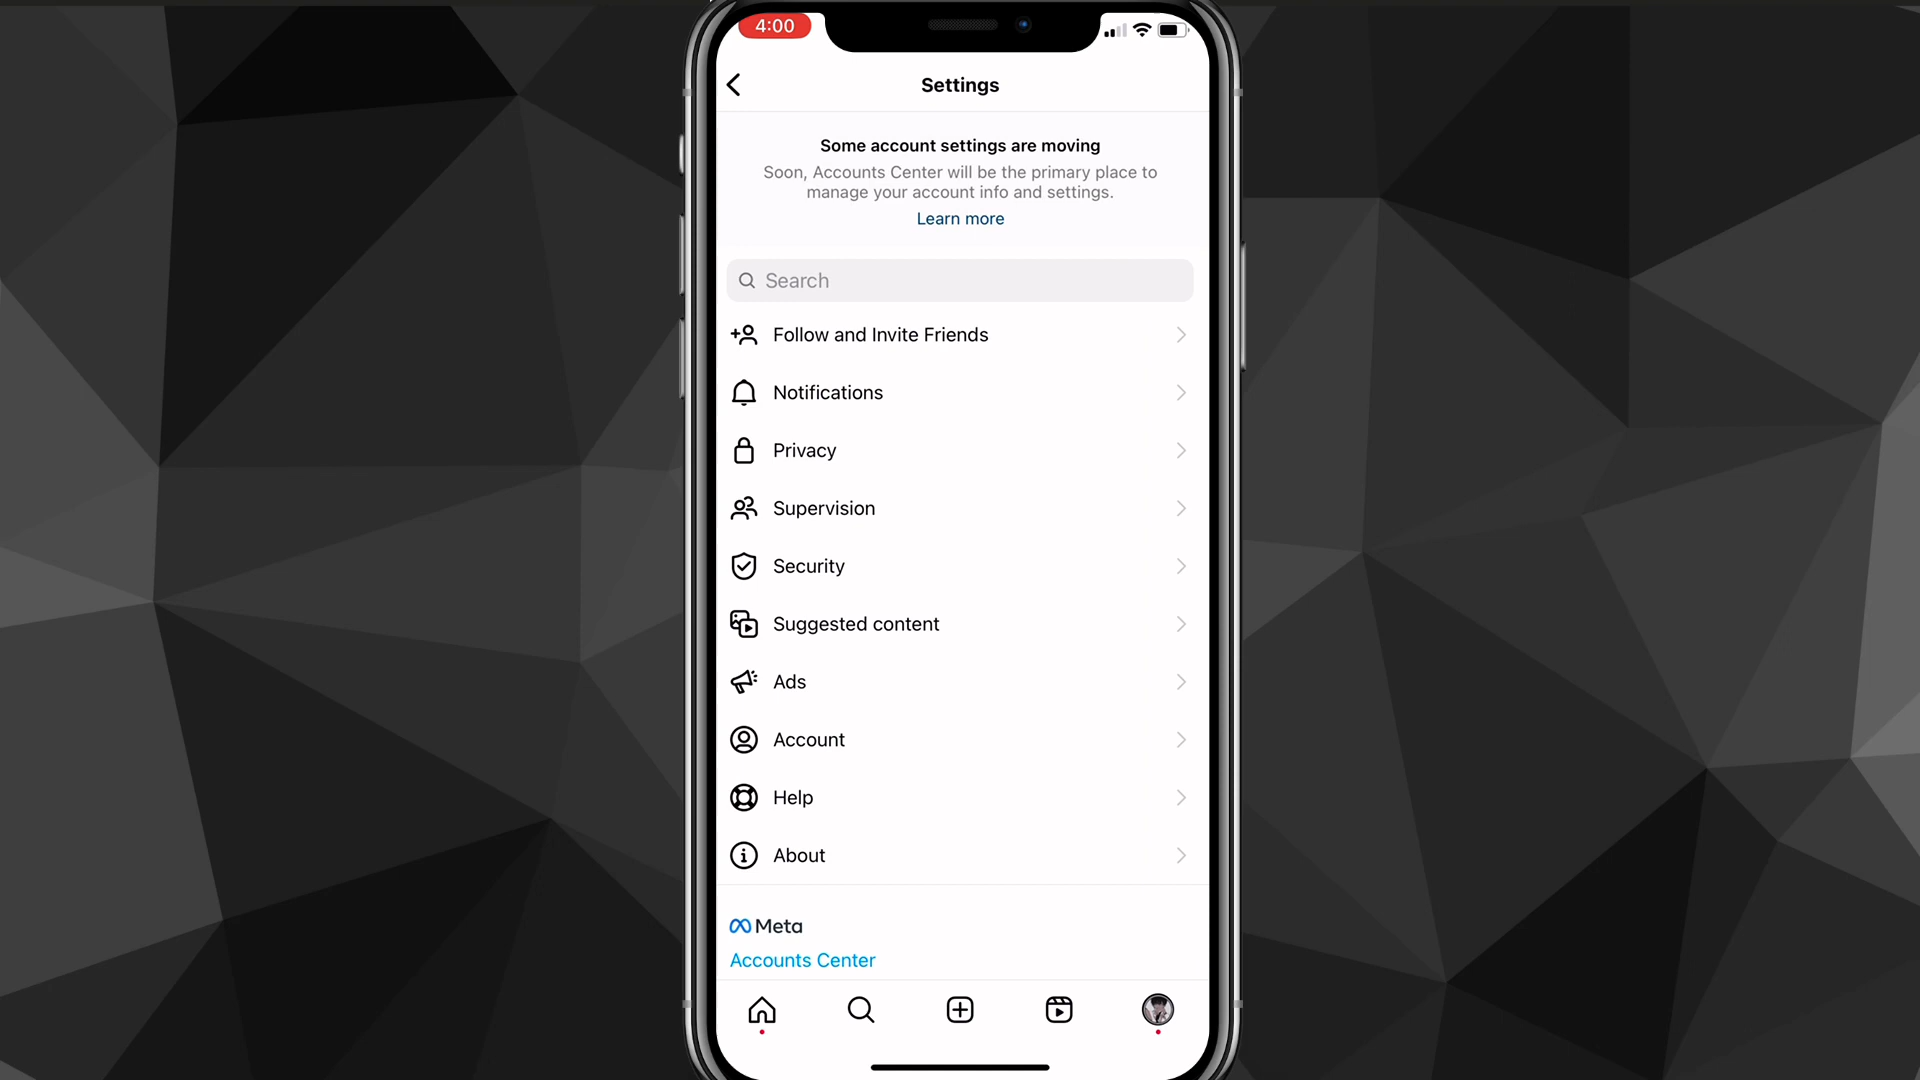 4:00
Settings
Some account settings are moving
Soon, Accounts Center will be the primary place to
manage your account info and settings.
Learn more
Search
Follow and Invite Friends
Notifications
Privacy
Supervision
Security
Suggested content
Ads
Account
Help
About
Meta
Accounts Center